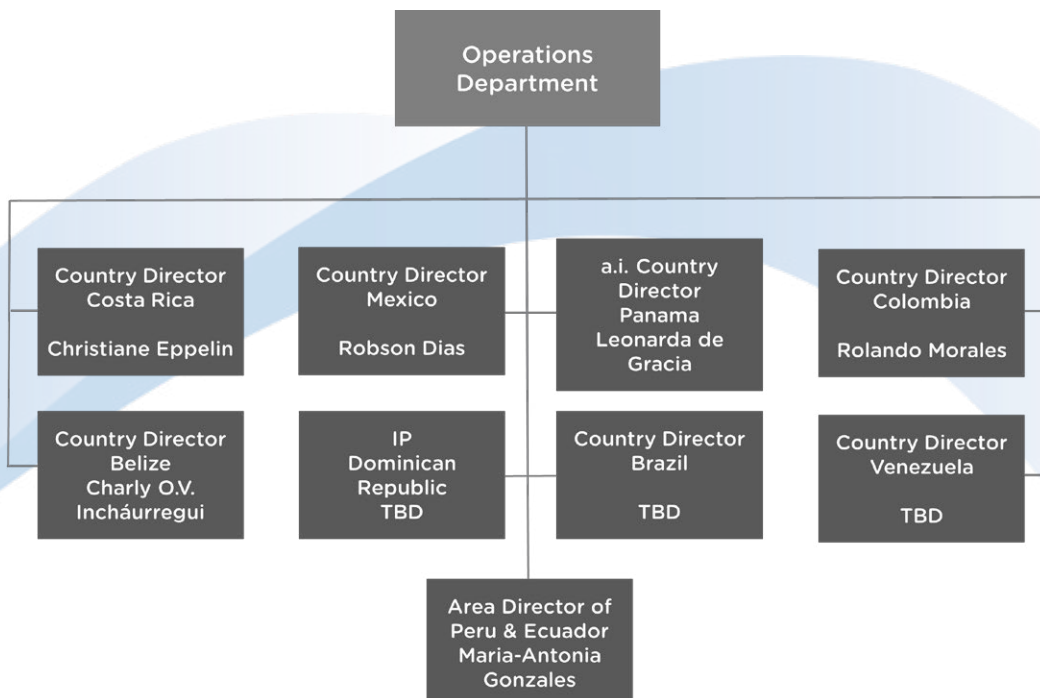 Operations
Department
Country Director
Costa Rica
Christiane Eppelin
Country Director
Mexico
Robson Dias
a.i. Country
Director
Panama
Leonarda de
Gracia
Country Director
Colombia
Rolando Morales
Country Director
Belize
Charly O.V.
Incháurregui
IP
Dominican
Republic
TBD
Country Director
Brazil
TBD
Country Director
Venezuela
TBD
Area Director of
Peru & Ecuador
Maria-Antonia
Gonzales